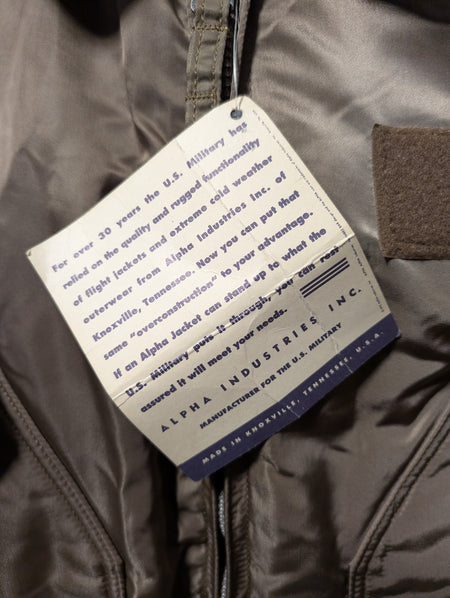 For over 30 years the U.S. Military has
relied on the quality and rugged functionality
of flight jackets and extreme cold weather
outerwear from Alpha Industries Inc. of
Knoxville, Tennessee. Now you can put that
same "overconstruction" to your advantage.
If an Alpha Jacket can stand up to what the
U.S. Military puts it through, you can rest
assured it will meet your needs.
ALPHA INDUSTRIES INC.
MANUFACTURER FOR THE U.S. MILITARY
MADE IN KNOXVILLE, TENNESSEE, U.S.A.